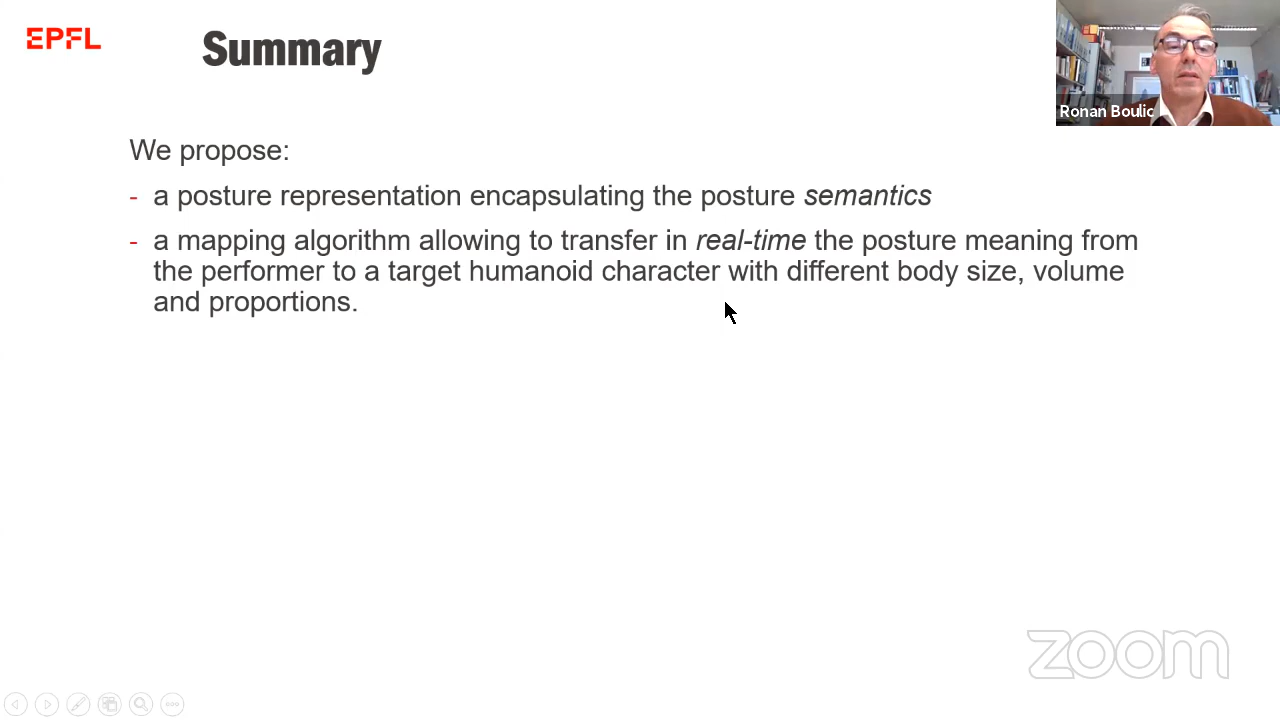 EPFL
Summary
Ronan Boulic
We propose:
- a posture representation encapsulating the posture semantics
- a mapping algorithm allowing to transfer in real-time the posture meaning from
the performer to a target humanoid character with different body size, volume
and proportions.
zoom